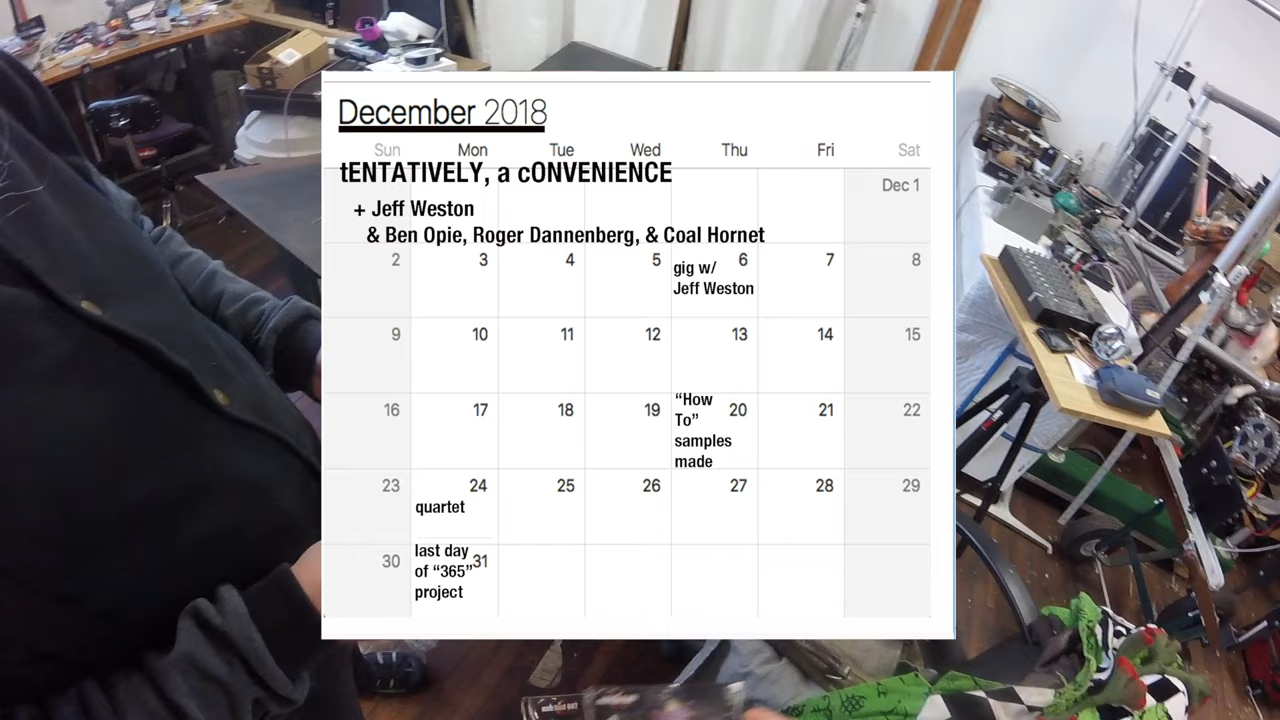 December 2018
Sun Mon Tue Wed Thu Fri Sat
tENTATIVELY, a cONVENIENCE
Dec 1
+ Jeff Weston
& Ben Opie, Roger Dannenberg, & Coal Hornet
2 3 4 5 6 7 8
gig w/
Jeff Weston
9 10 11 12 13 14 15
16 17 18 19 20 21 22
“How
To”
samples
made
23 24 25 26 27 28 29
quartet
30 31
last day
of “365”
project